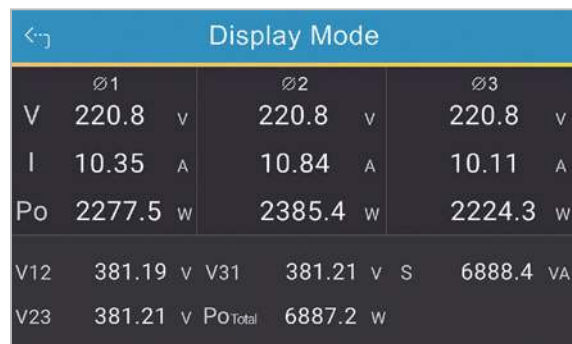 Display Mode
Ø1 Ø2 Ø3
V 220.8 V 220.8 V 220.8 V
I 10.35 A 10.84 A 10.11 A
Po 2277.5 W 2385.4 W 2224.3 W
V12 381.19 V V31 381.21 V S 6888.4 VA
V23 381.21 V PoTotal 6887.2 W